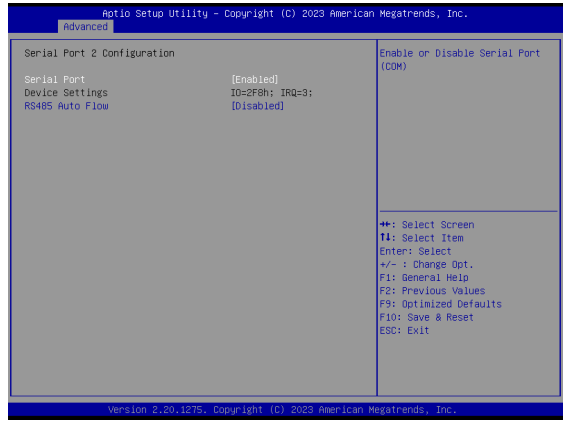 Aptio Setup Utility - Copyright (C) 2023 American Megatrends, Inc.
Advanced
Serial Port 2 Configuration
Serial Port [Enabled]
Device Settings IO=2F8h; IRQ=3;
RS485 Auto Flow [Disabled]
Enable or Disable Serial Port
(COM)
→←: Select Screen
↑↓: Select Item
Enter: Select
+/- : Change Opt.
F1: General Help
F2: Previous Values
F9: Optimized Defaults
F10: Save & Reset
ESC: Exit
Version 2.20.1275. Copyright (C) 2023 American Megatrends, Inc.